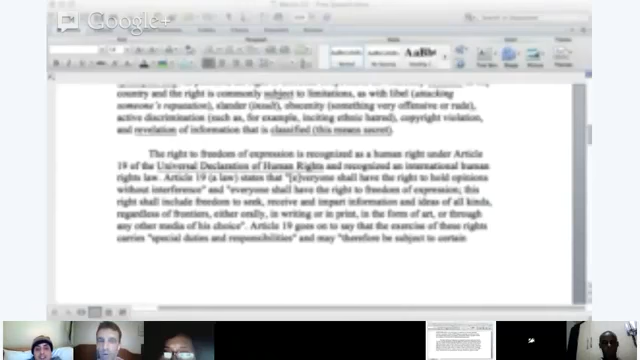 Google+
AaBb
country and the right is commonly subject to limitations, as with libel (attacking
someone's reputation), slander (insult), obscenity (something very offensive or rude),
active discrimination (such as, for example, inciting ethnic hatred), copyright violation,
and revelation of information that is classified (this means secret).
The right to freedom of expression is recognized as a human right under Article
19 of the Universal Declaration of Human Rights and recognized an international human
rights law. Article 19 (a law) states that "[e]veryone shall have the right to hold opinions
without interference" and "everyone shall have the right to freedom of expression; this
right shall include freedom to seek, receive and impart information and ideas of all kinds,
regardless of frontiers, either orally, in writing or in print, in the form of art, or through
any other media of his choice". Article 19 goes on to say that the exercise of these rights
carries "special duties and responsibilities" and may "therefore be subject to certain